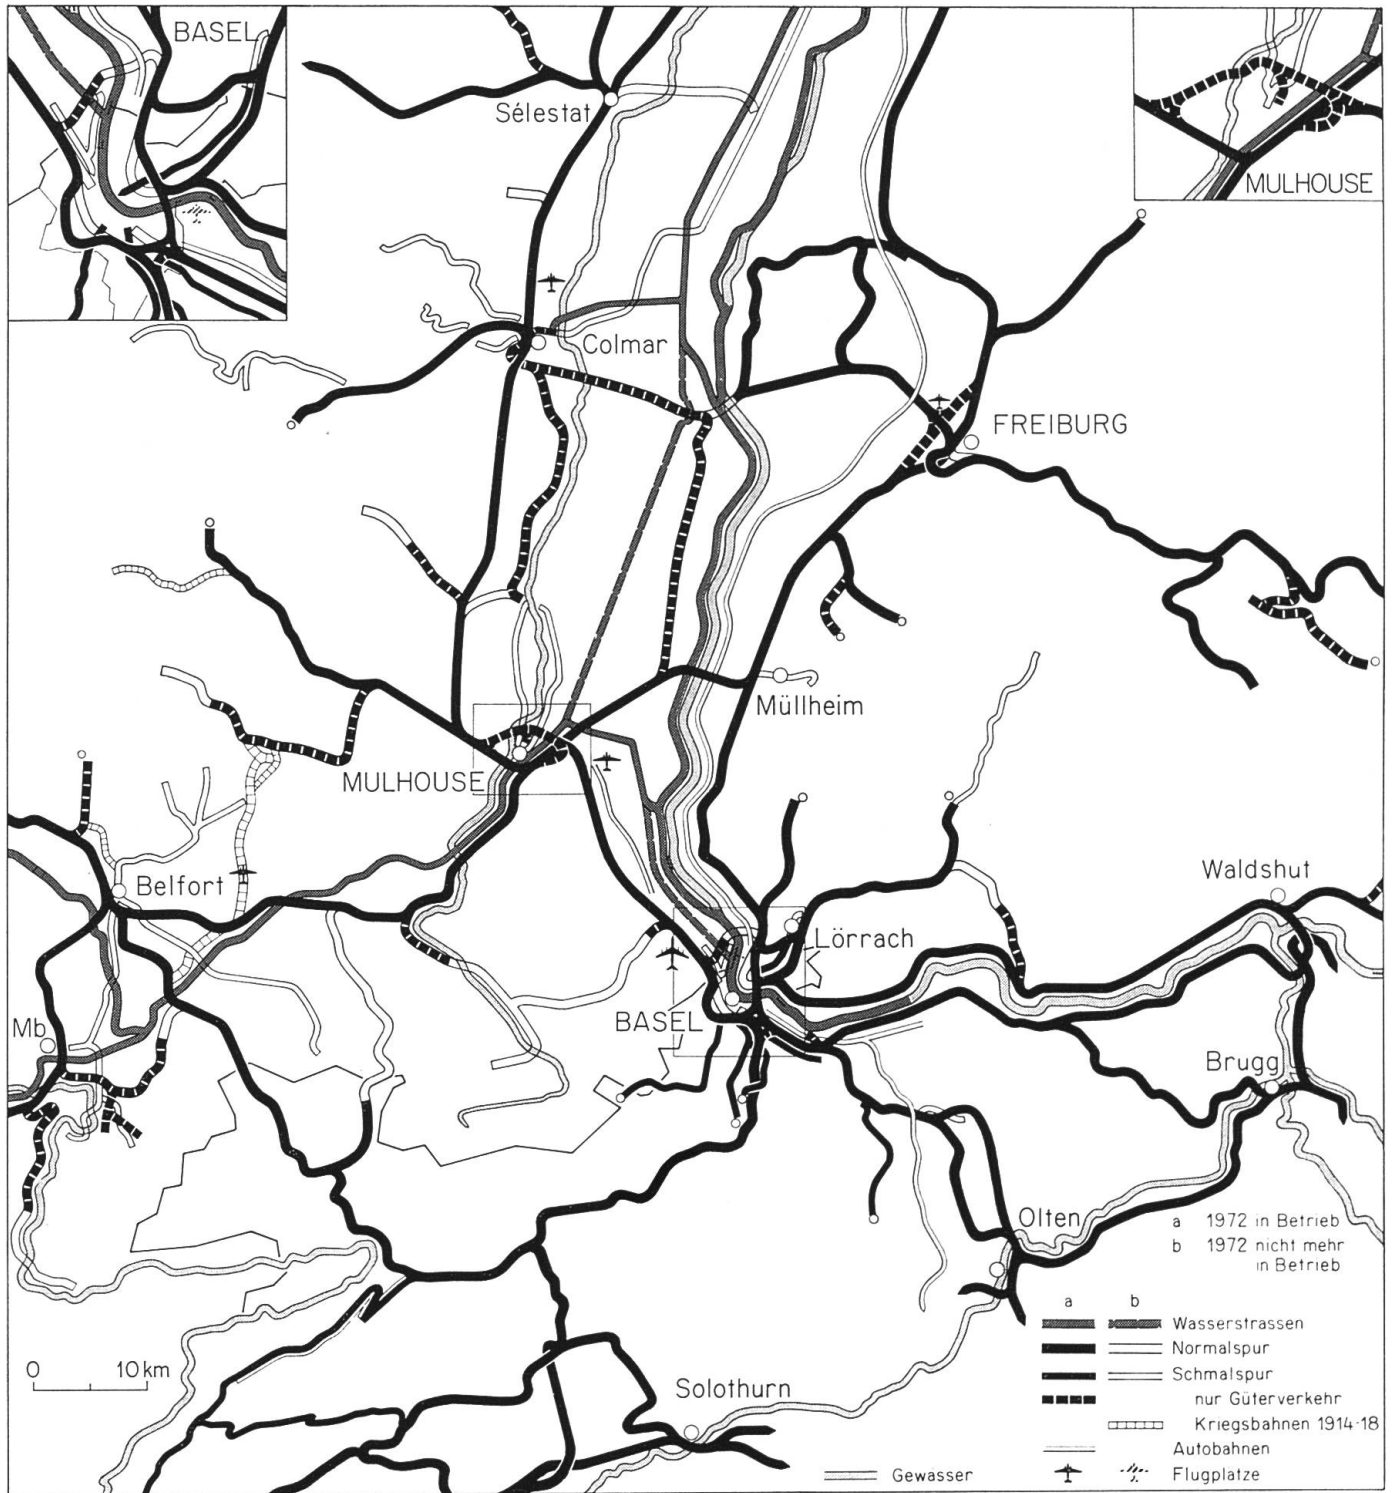 BASEL
MULHOUSE
Sélestat
Colmar
FREIBURG
Müllheim
MULHOUSE
Belfort
Waldshut
Lörrach
BASEL
Mb
Brugg
Olten
Solothurn
0 10 km
a 1972 in Betrieb
b 1972 nicht mehr
in Betrieb
a b
Wasserstrassen
Normalspur
Schmalspur
nur Güterverkehr
Kriegsbahnen 1914-18
Autobahnen
Gewässer
Flugplätze